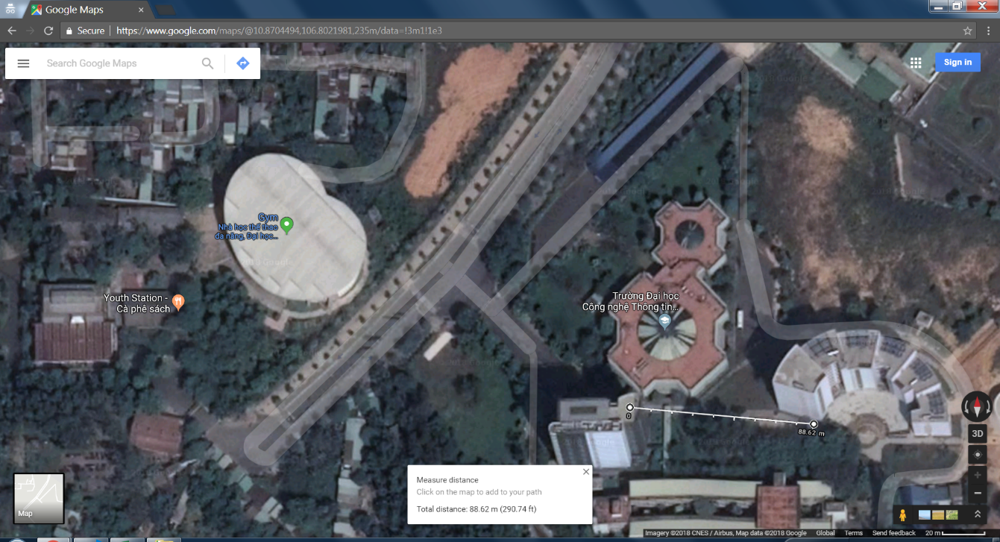 Google Maps
Secure
https://www.google.com/maps/@10.8704494,106.8021981,235m/data=!3m1!1e3
Search Google Maps
Sign in
Gym
Nhà học thể thao
đa năng, Đại học...
Youth Station -
Cà phê sách
Trường Đại học
Công nghệ Thông tin...
0
88.62 m
Measure distance
Click on the map to add to your path
Total distance: 88.62 m (290.74 ft)
3D
Map
Imagery ©2018 CNES / Airbus, Map data ©2018 Google
Global
Terms
Send feedback
20 m